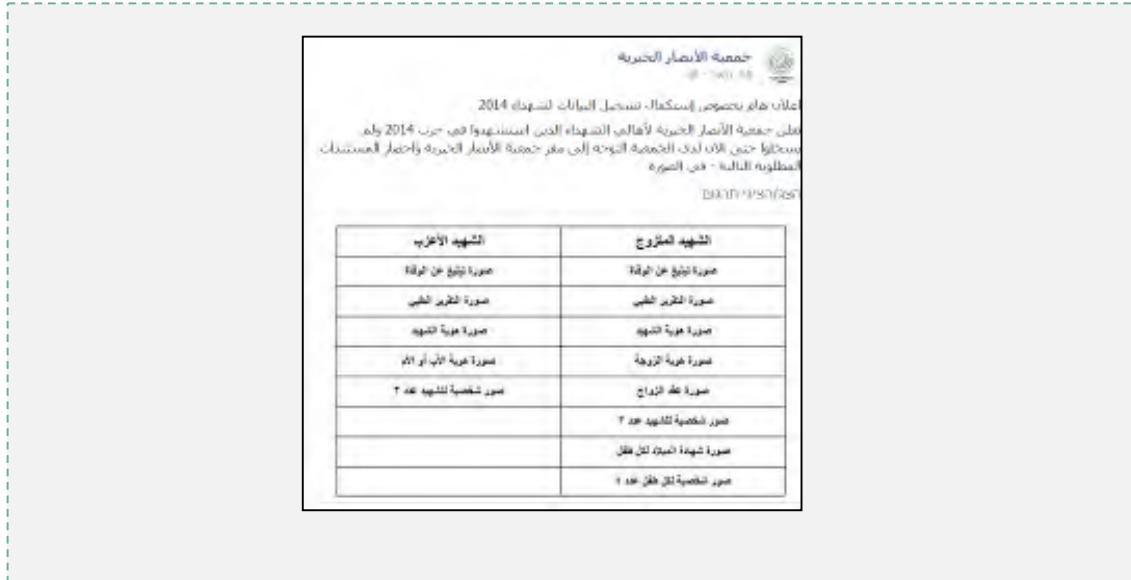 جمعية الأنصار الخيرية
اعلان هام بخصوص إستكمال تسجيل البيانات لشهداء 2014
تعلن جمعية الأنصار الخيرية لأهالي الشهداء الذين استشهدوا في حرب 2014 ولم
يسجلوا حتى الان لدى الجمعية التوجه إلى مقر جمعية الأنصار الخيرية واحضار المستندات
المطلوبة التالية - في الصورة
الشهيد المتزوج الشهيد الأعزب
صورة تبليغ عن الوفاة صورة تبليغ عن الوفاة
صورة التقرير الطبي صورة التقرير الطبي
صورة هوية الشهيد صورة هوية الشهيد
صورة هوية الزوجة صورة هوية الأب أو الأم
صورة عقد الزواج صور شخصية للشهيد عدد
صور شخصية للشهيد عدد
صورة شهادة الميلاد لكل طفل
صور شخصية لكل طفل عدد